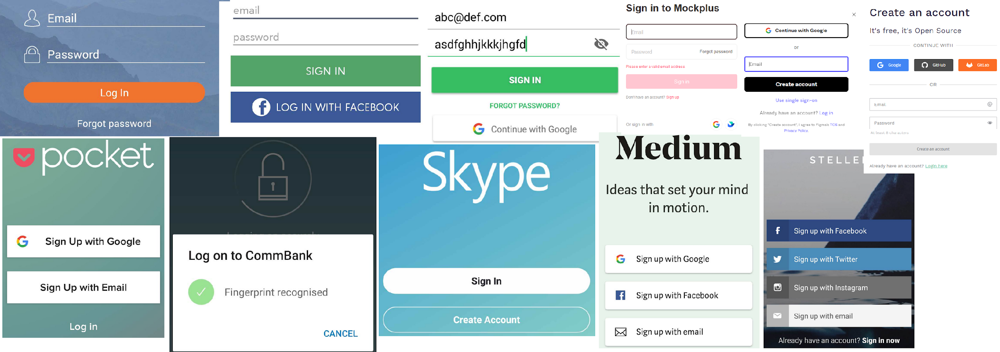 Email
Password
Log In
Forgot password
email
password
SIGN IN
LOG IN WITH FACEBOOK
abc@def.com
asdfghhjkkkjhgfd
SIGN IN
FORGOT PASSWORD?
Continue with Google
Sign in to Mockplus
Email
Password
Forgot password
Please enter a valid email address
Sign in
Don't have an account? Sign up
Or sign in with
Continue with Google
or
Email
Create account
Use single sign-on
Already have an account? Log in
By clicking "Create account", I agree to Figma's TOS and
Privacy Policy.
Create an account
It's free, it's Open Source
CONTINUE WITH
Google
GitHub
GitLab
OR
Email
@
Password
At least 8 characters
Create an account
Already have an account? Login here
pocket
Sign Up with Google
Sign Up with Email
Log in
Log on to CommBank
Fingerprint recognised
CANCEL
Skype
Sign In
Create Account
Medium
Ideas that set your mind
in motion.
Sign up with Google
Sign up with Facebook
Sign up with email
STELLE
Sign up with Facebook
Sign up with Twitter
Sign up with Instagram
Sign up with email
Already have an account? Sign in now